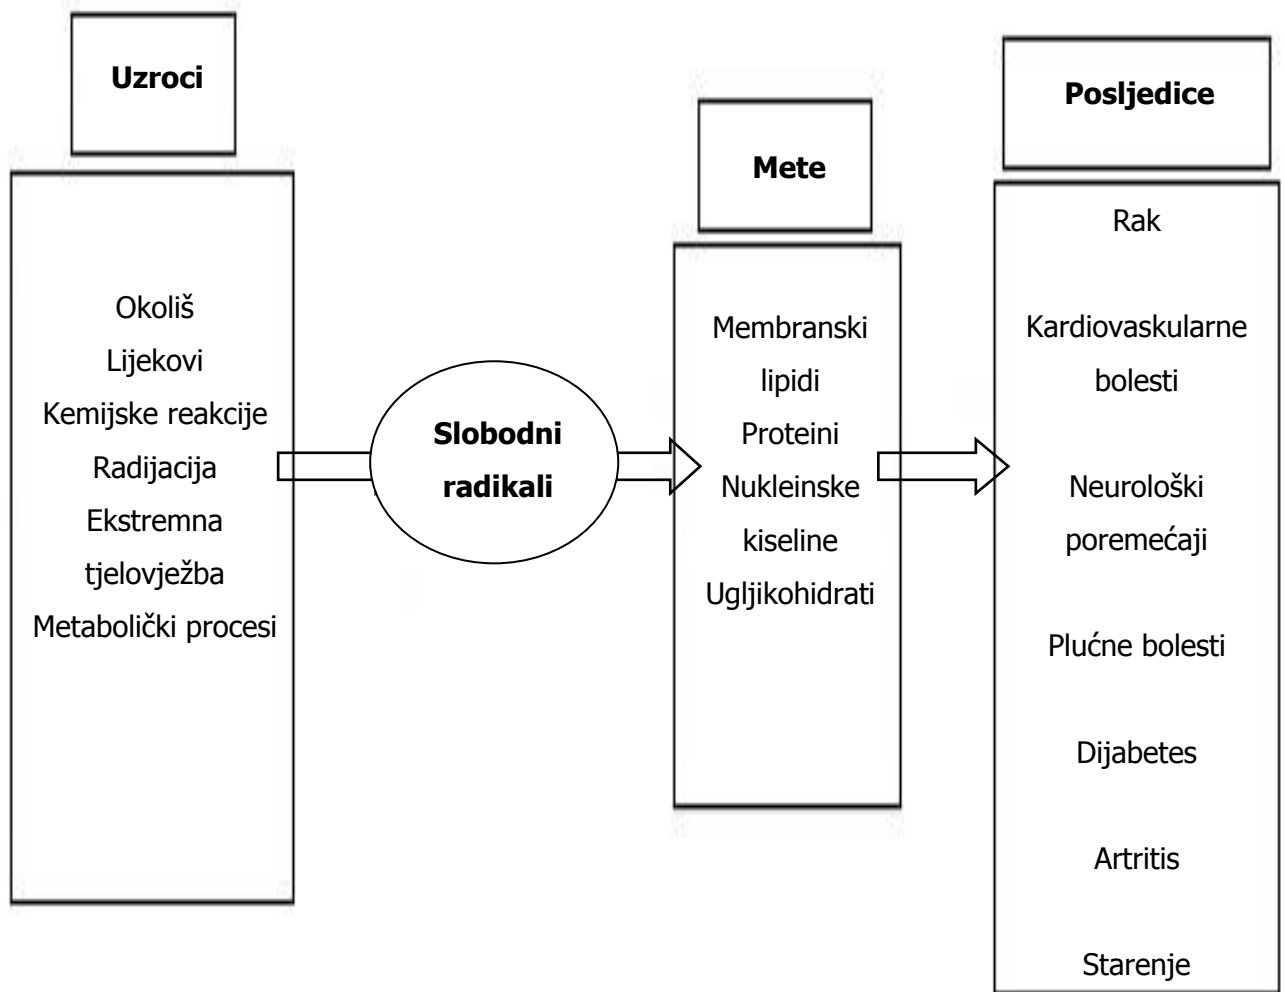 Uzroci
Okoliš
Lijekovi
Kemijske reakcije
Radijacija
Ekstremna
tjelovježba
Metabolički procesi
Slobodni
radikali
Mete
Membranski
lipidi
Proteini
Nukleinske
kiseline
Ugljikohidrati
Posljedice
Rak
Kardiovaskularne
bolesti
Neurološki
poremećaji
Plućne bolesti
Dijabetes
Artritis
Starenje